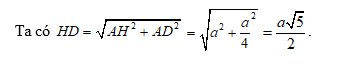 Ta có HD = √(AH² + AD²) = √(a² + a²/4) = a√5/2.